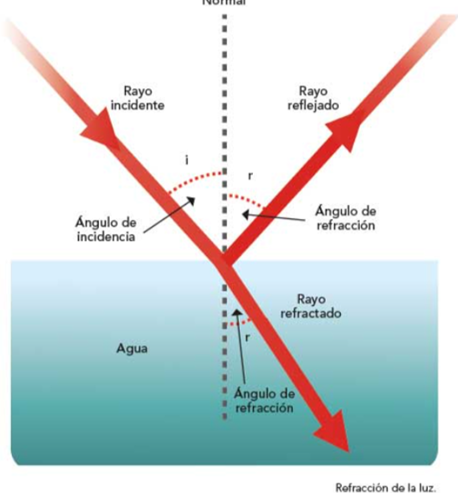 Normal
Rayo
incidente
Rayo
reflejado
i
r
Ángulo de
incidencia
Ángulo de
refracción
Rayo
refractado
r
Agua
Ángulo de
refracción
Refracción de la luz.